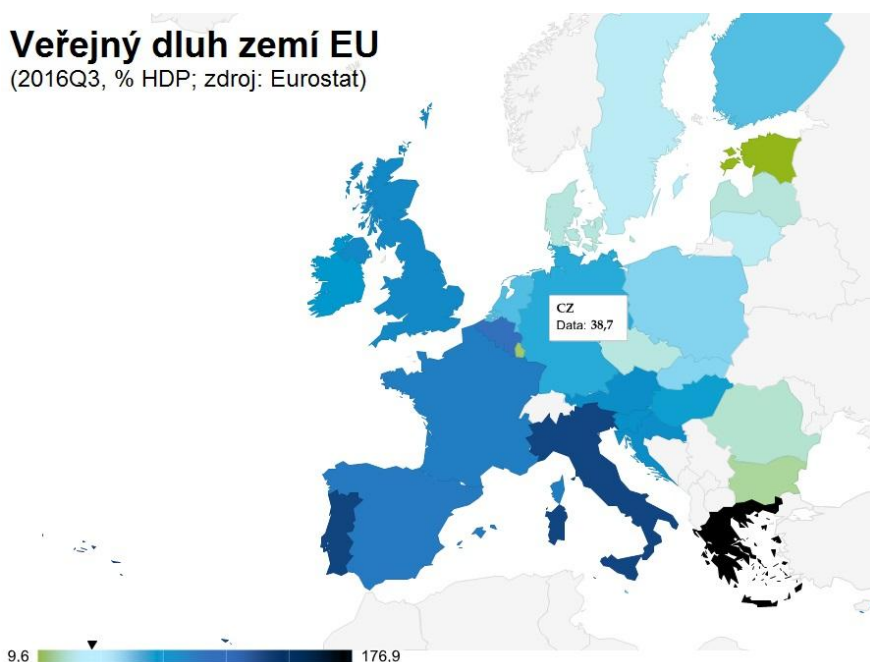 Veřejný dluh zemí EU
(2016Q3, % HDP; zdroj: Eurostat)
CZ
Data: 38,7
9.6 176.9